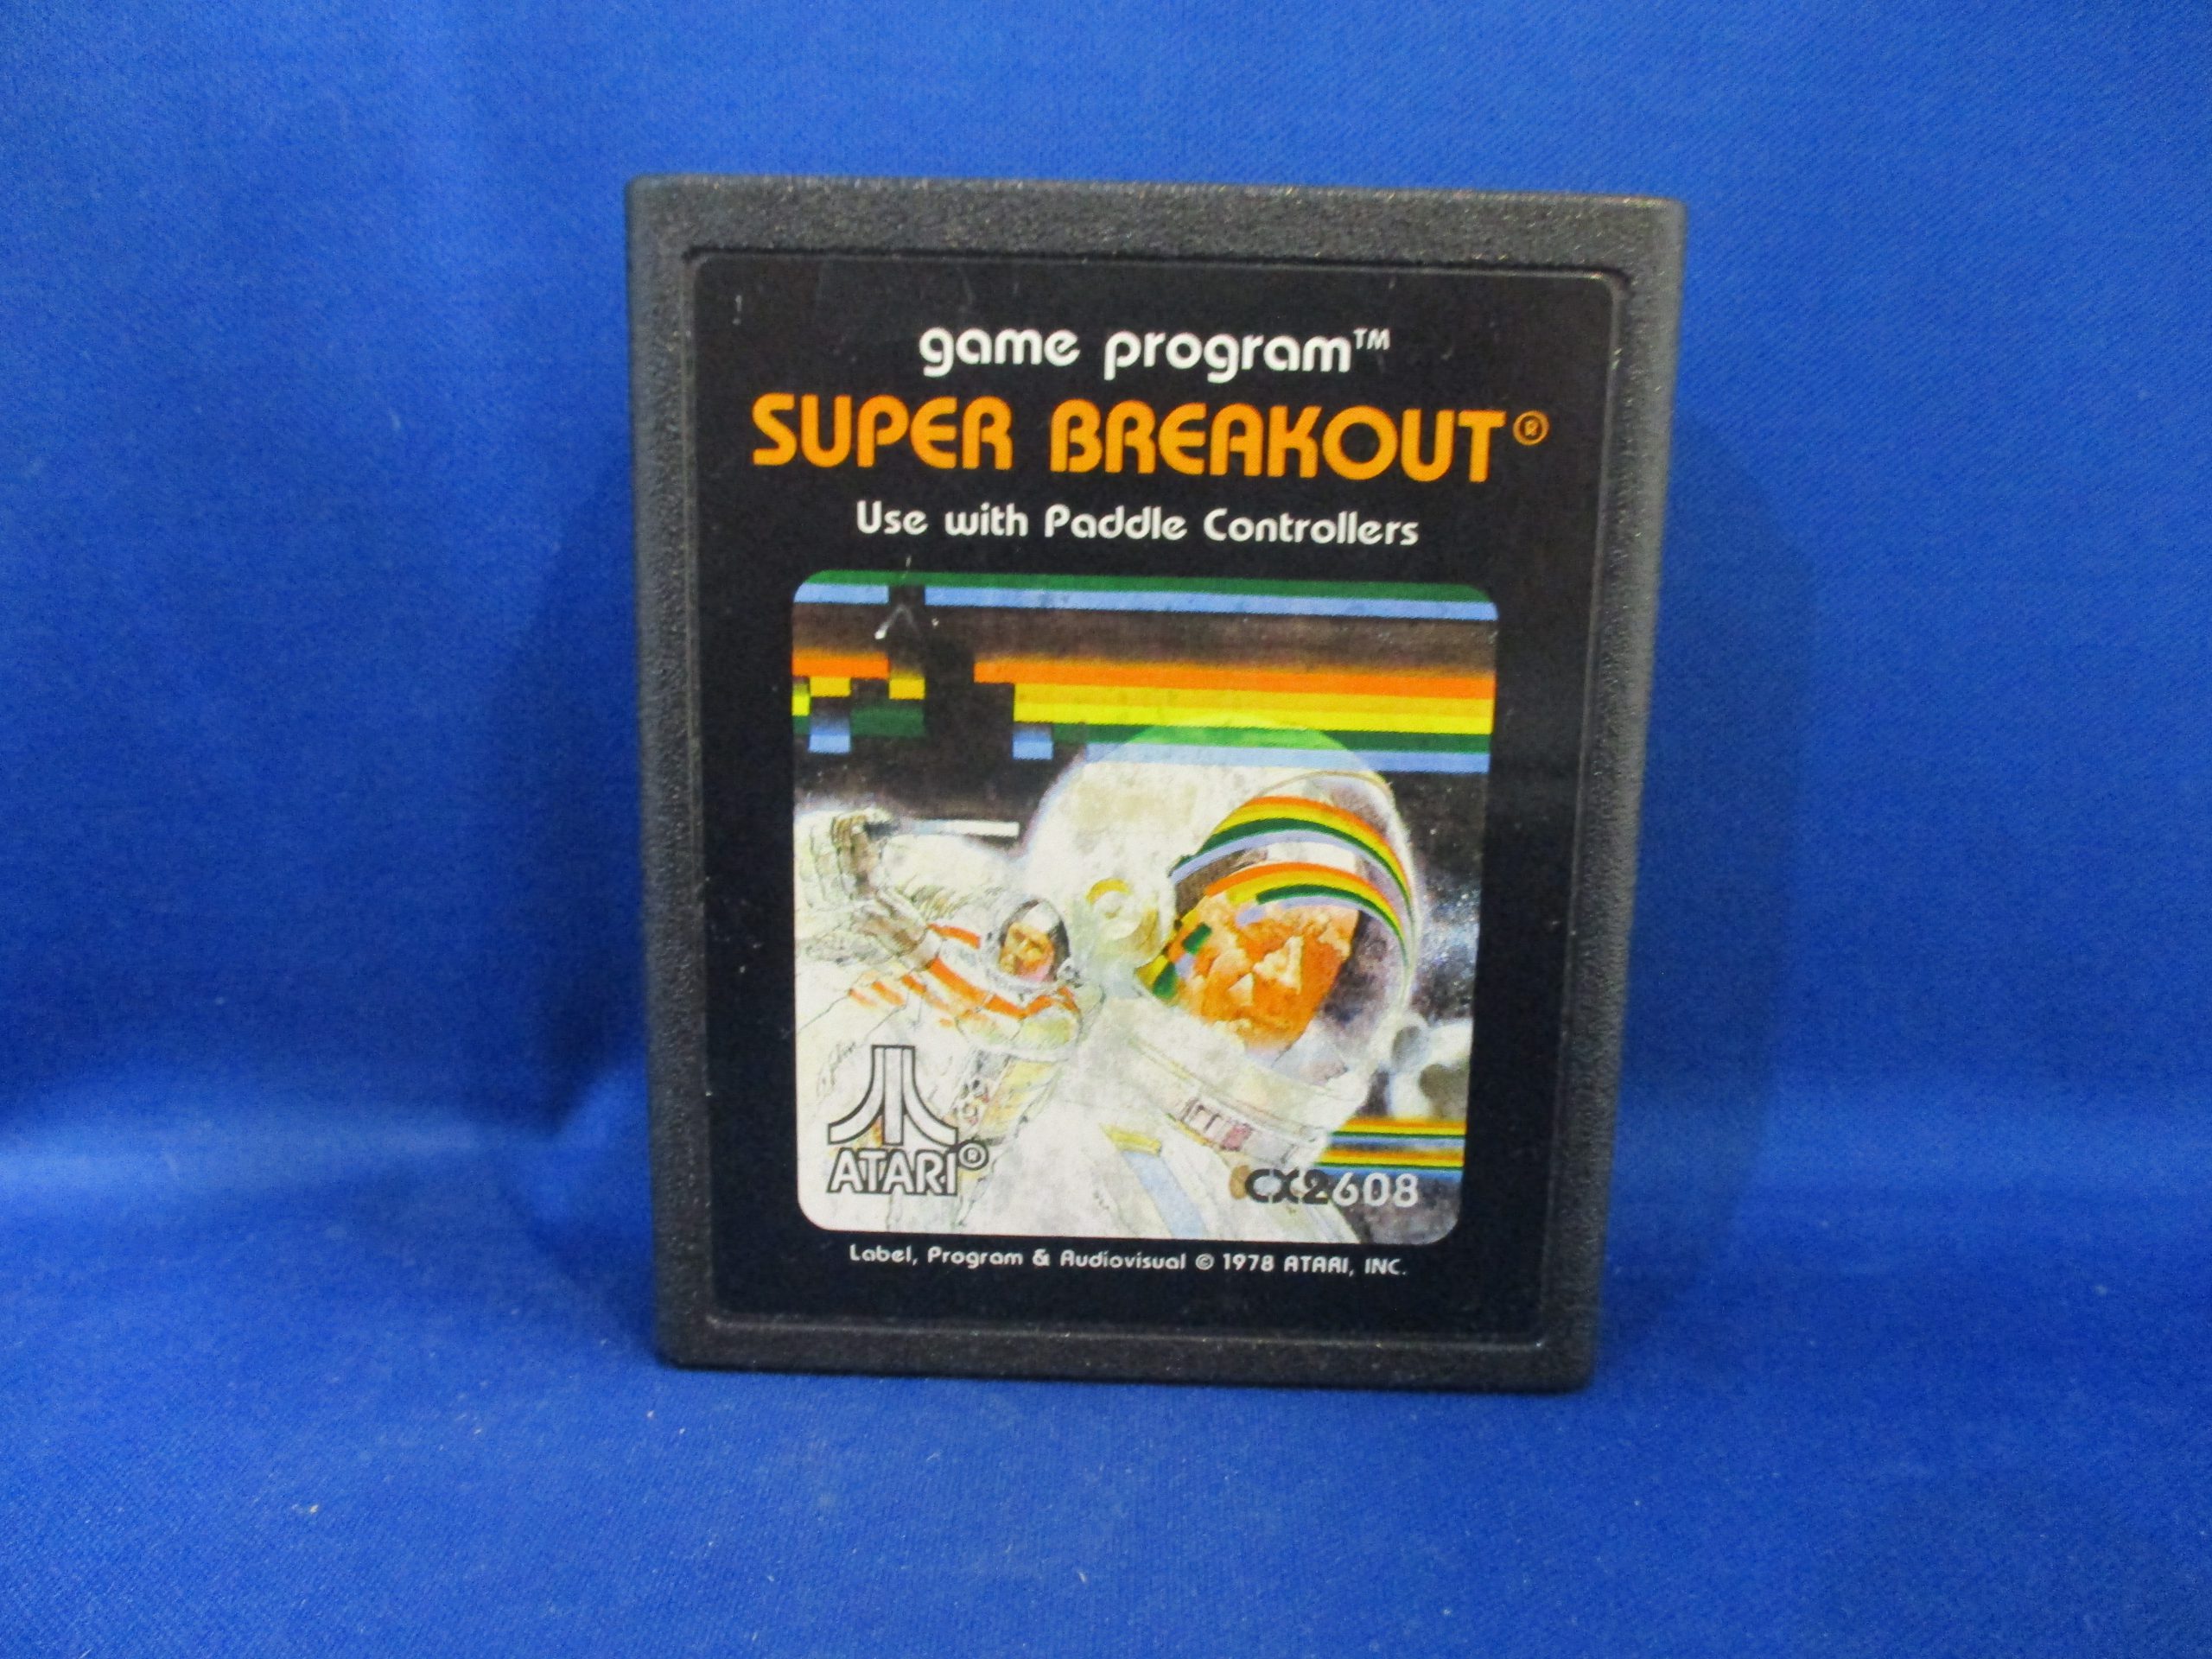 game program™
SUPER BREAKOUT®
Use with Paddle Controllers
ATARI®
CX2608
Label, Program & Audiovisual © 1978 ATARI, INC.